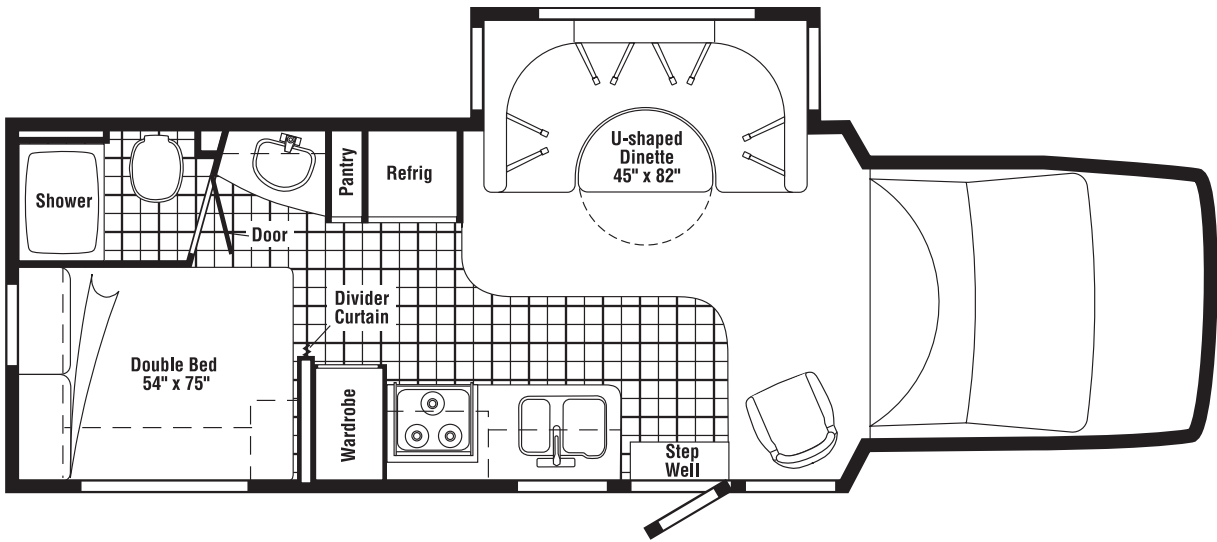 U-shaped
Dinette
45" x 82"
Pantry
Refrig
Shower
Door
Divider
Curtain
Double Bed
54" x 75"
Wardrobe
Step
Well